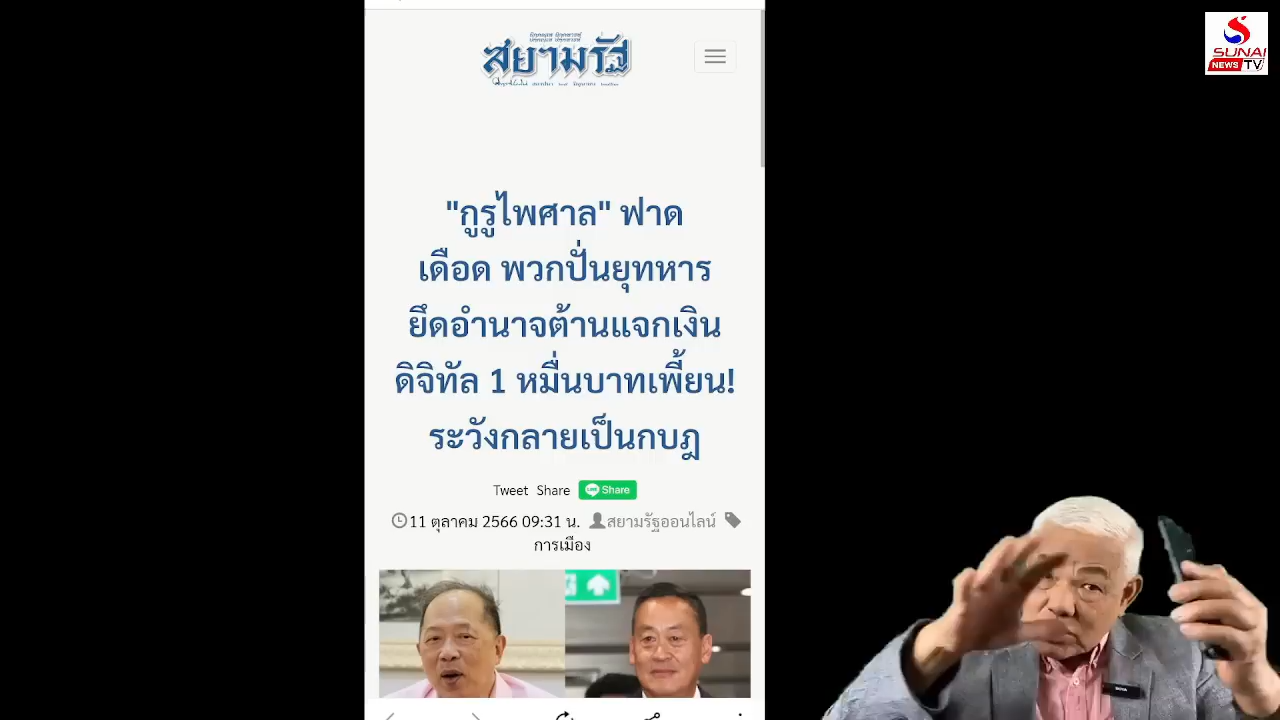 สยามรัฐ
SUNAI
NEWS TV
"กูรูไพศาล" ฟาด
เดือด พวกปั่นยุทหาร
ยึดอำนาจต้านแจกเงิน
ดิจิทัล 1 หมื่นบาทเพี้ยน!
ระวังกลายเป็นกบฎ
Tweet Share Share
11 ตุลาคม 2566 09:31 น. สยามรัฐออนไลน์
การเมือง